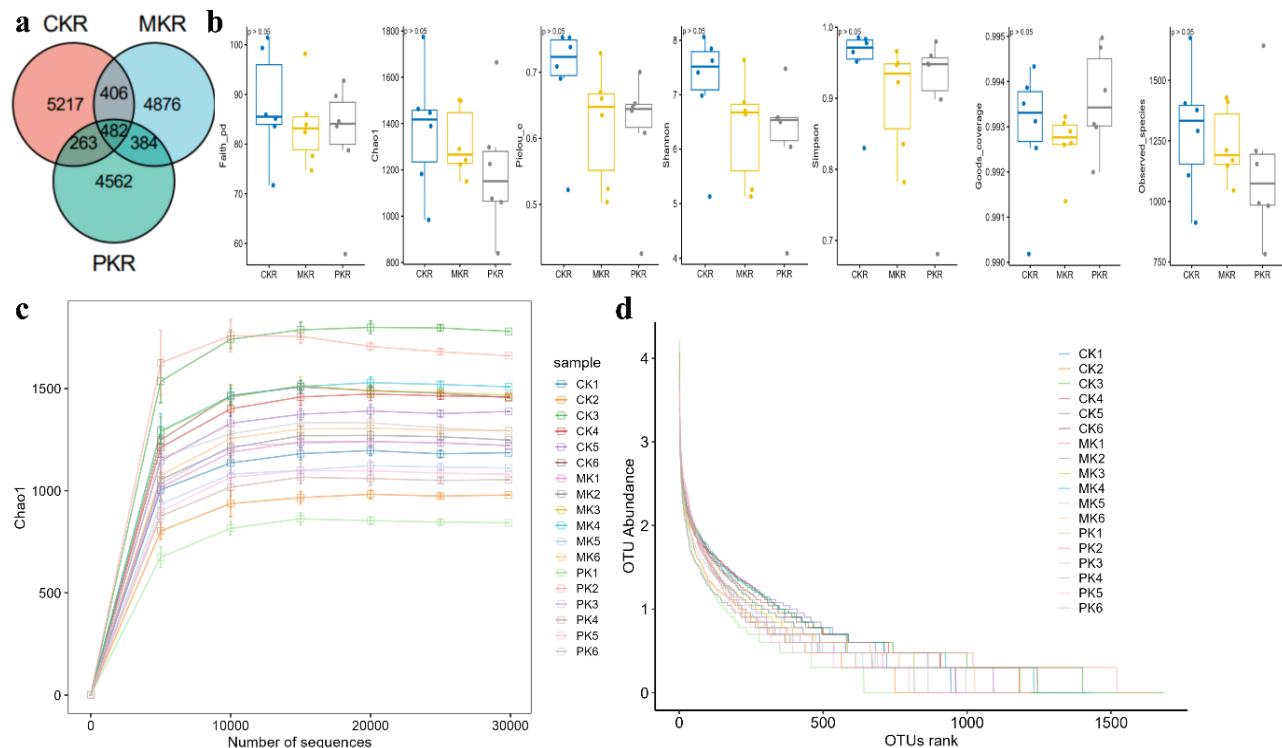 a
CKR
MKR
5217
406
4876
482
263
384
4562
PKR
b
p > 0.05
Faith_pd
100
90
80
70
60
CKR
MKR
PKR
p > 0.05
Chao1
1800
1600
1400
1200
1000
800
CKR
MKR
PKR
p > 0.05
Pielou_e
0.7
0.6
0.5
CKR
MKR
PKR
p > 0.05
Shannon
8
7
6
5
4
CKR
MKR
PKR
p > 0.05
Simpson
1.0
0.9
0.8
0.7
CKR
MKR
PKR
p > 0.05
Goods_coverage
0.995
0.994
0.993
0.992
0.991
0.990
CKR
MKR
PKR
p > 0.05
Observed_species
1500
1250
1000
750
CKR
MKR
PKR
c
Chao1
1500
1000
500
0
0
10000
20000
30000
Number of sequences
sample
CK1
CK2
CK3
CK4
CK5
CK6
MK1
MK2
MK3
MK4
MK5
MK6
PK1
PK2
PK3
PK4
PK5
PK6
d
OTU Abundance
4
3
2
1
0
0
500
1000
1500
OTUs rank
CK1
CK2
CK3
CK4
CK5
CK6
MK1
MK2
MK3
MK4
MK5
MK6
PK1
PK2
PK3
PK4
PK5
PK6